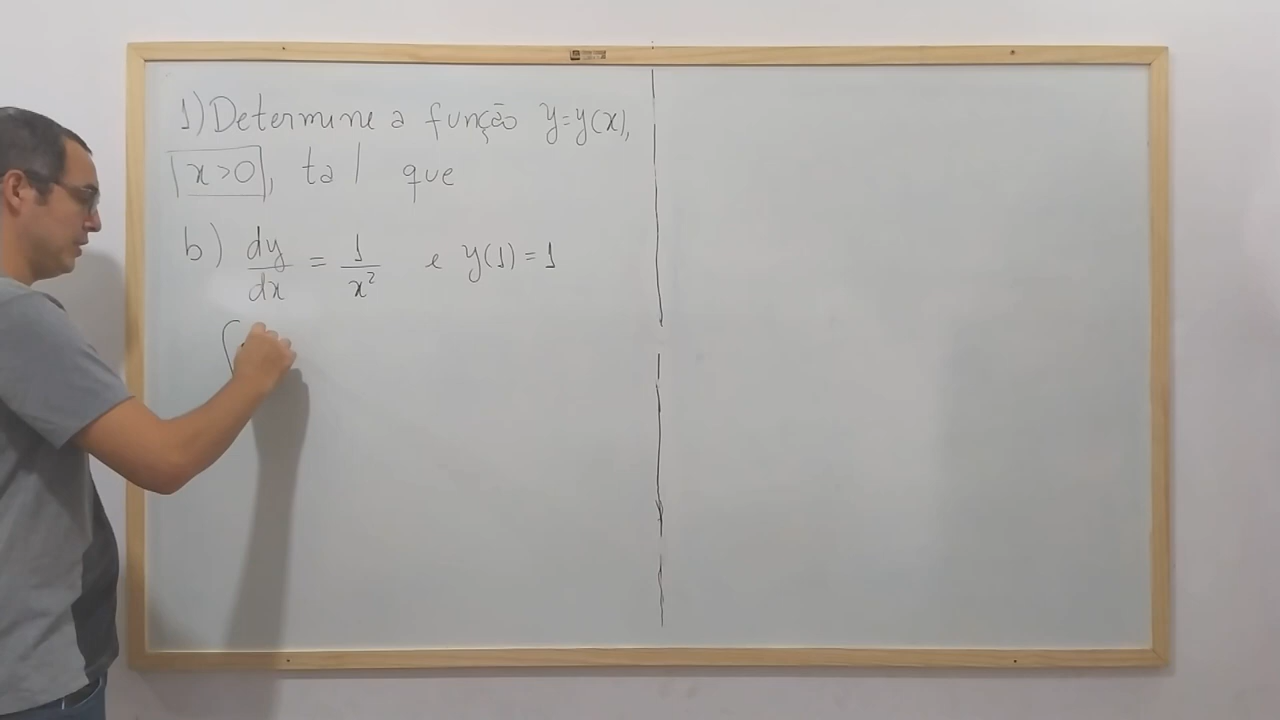 1) Determine a função y=y(x),
x>0, tal que
b) dy/dx = 1/x² e y(1)=1